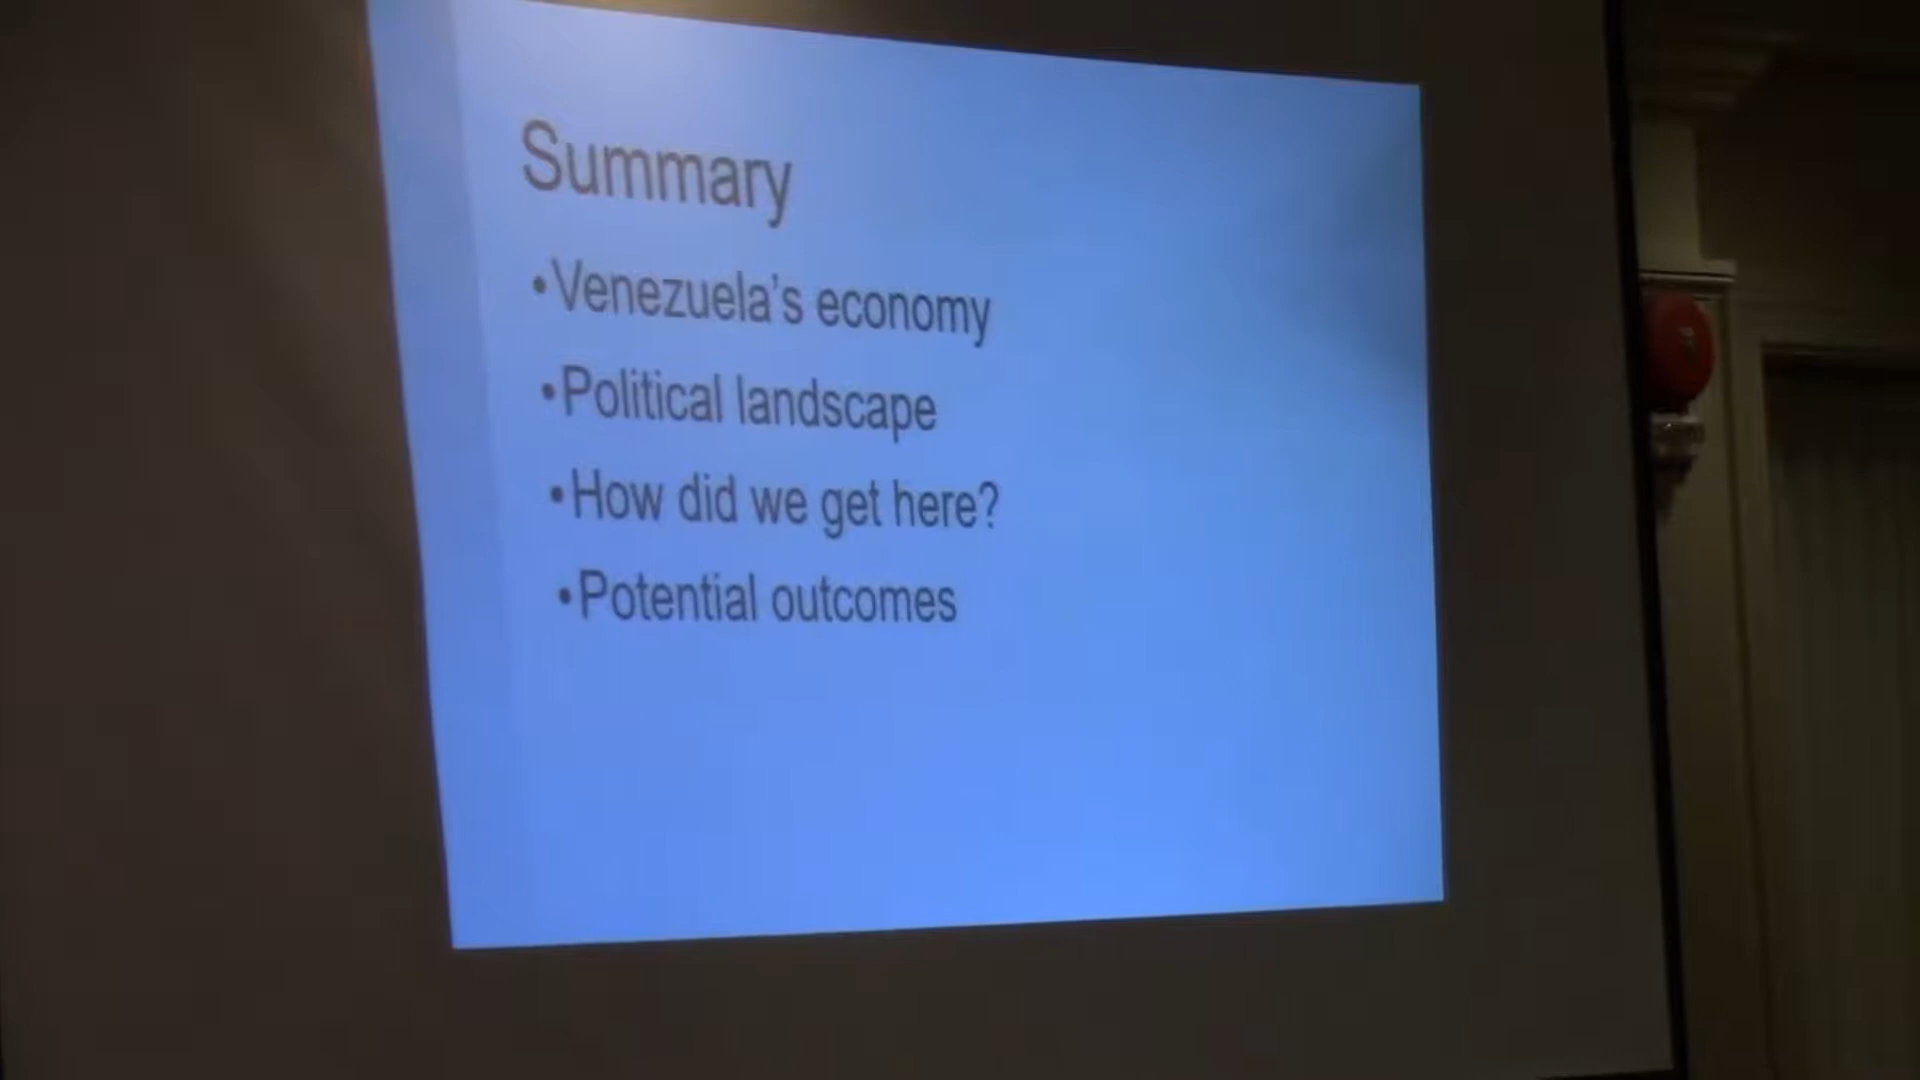 Summary
•Venezuela's economy
•Political landscape
•How did we get here?
•Potential outcomes